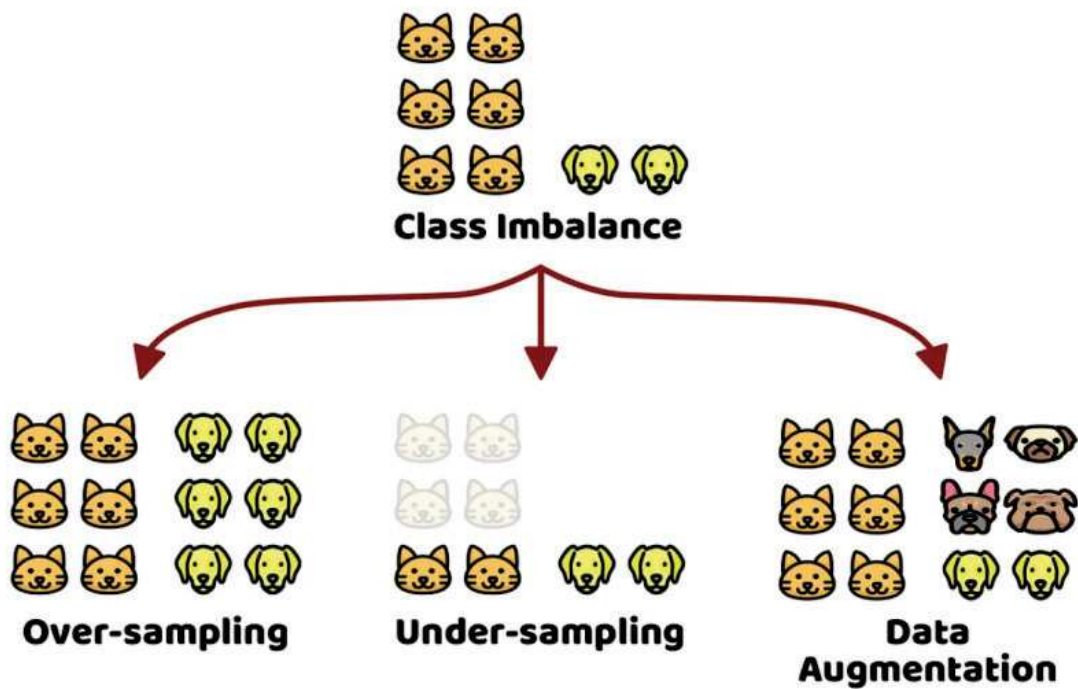 Class Imbalance
Over-sampling
Under-sampling
Data
Augmentation